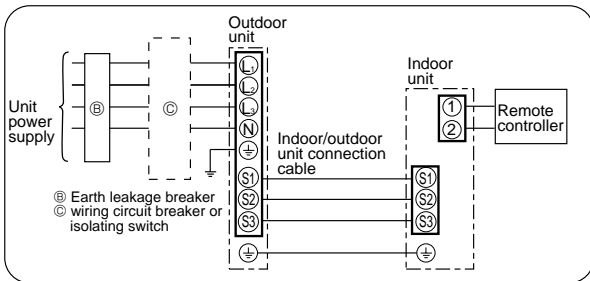 Outdoor
unit
Indoor
unit
Unit
power
supply
Ⓑ
Ⓒ
L1
L2
L3
N
S1
S2
S3
Indoor/outdoor
unit connection
cable
1
2
Remote
controller
S1
S2
S3
Ⓑ Earth leakage breaker
Ⓒ wiring circuit breaker or
isolating switch